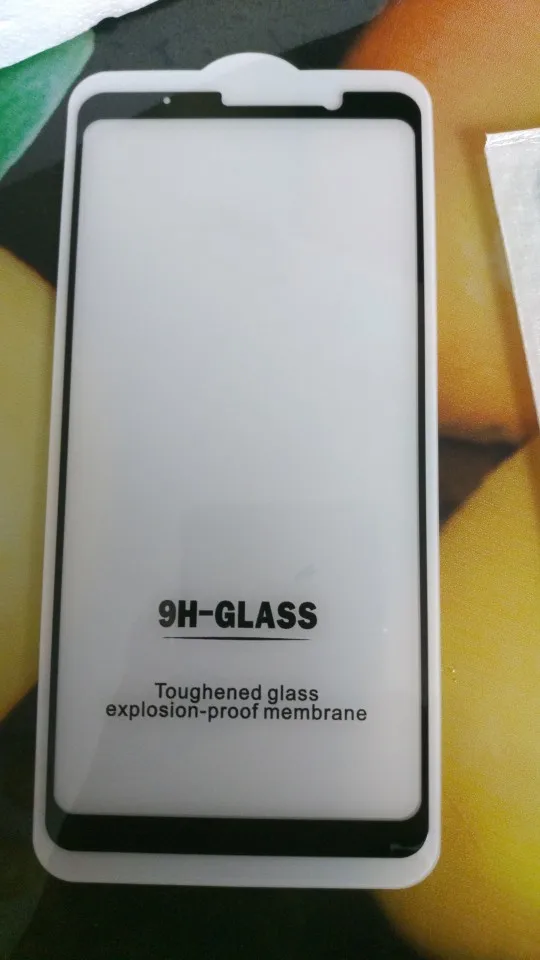 9H-GLASS
Toughened glass
explosion-proof membrane